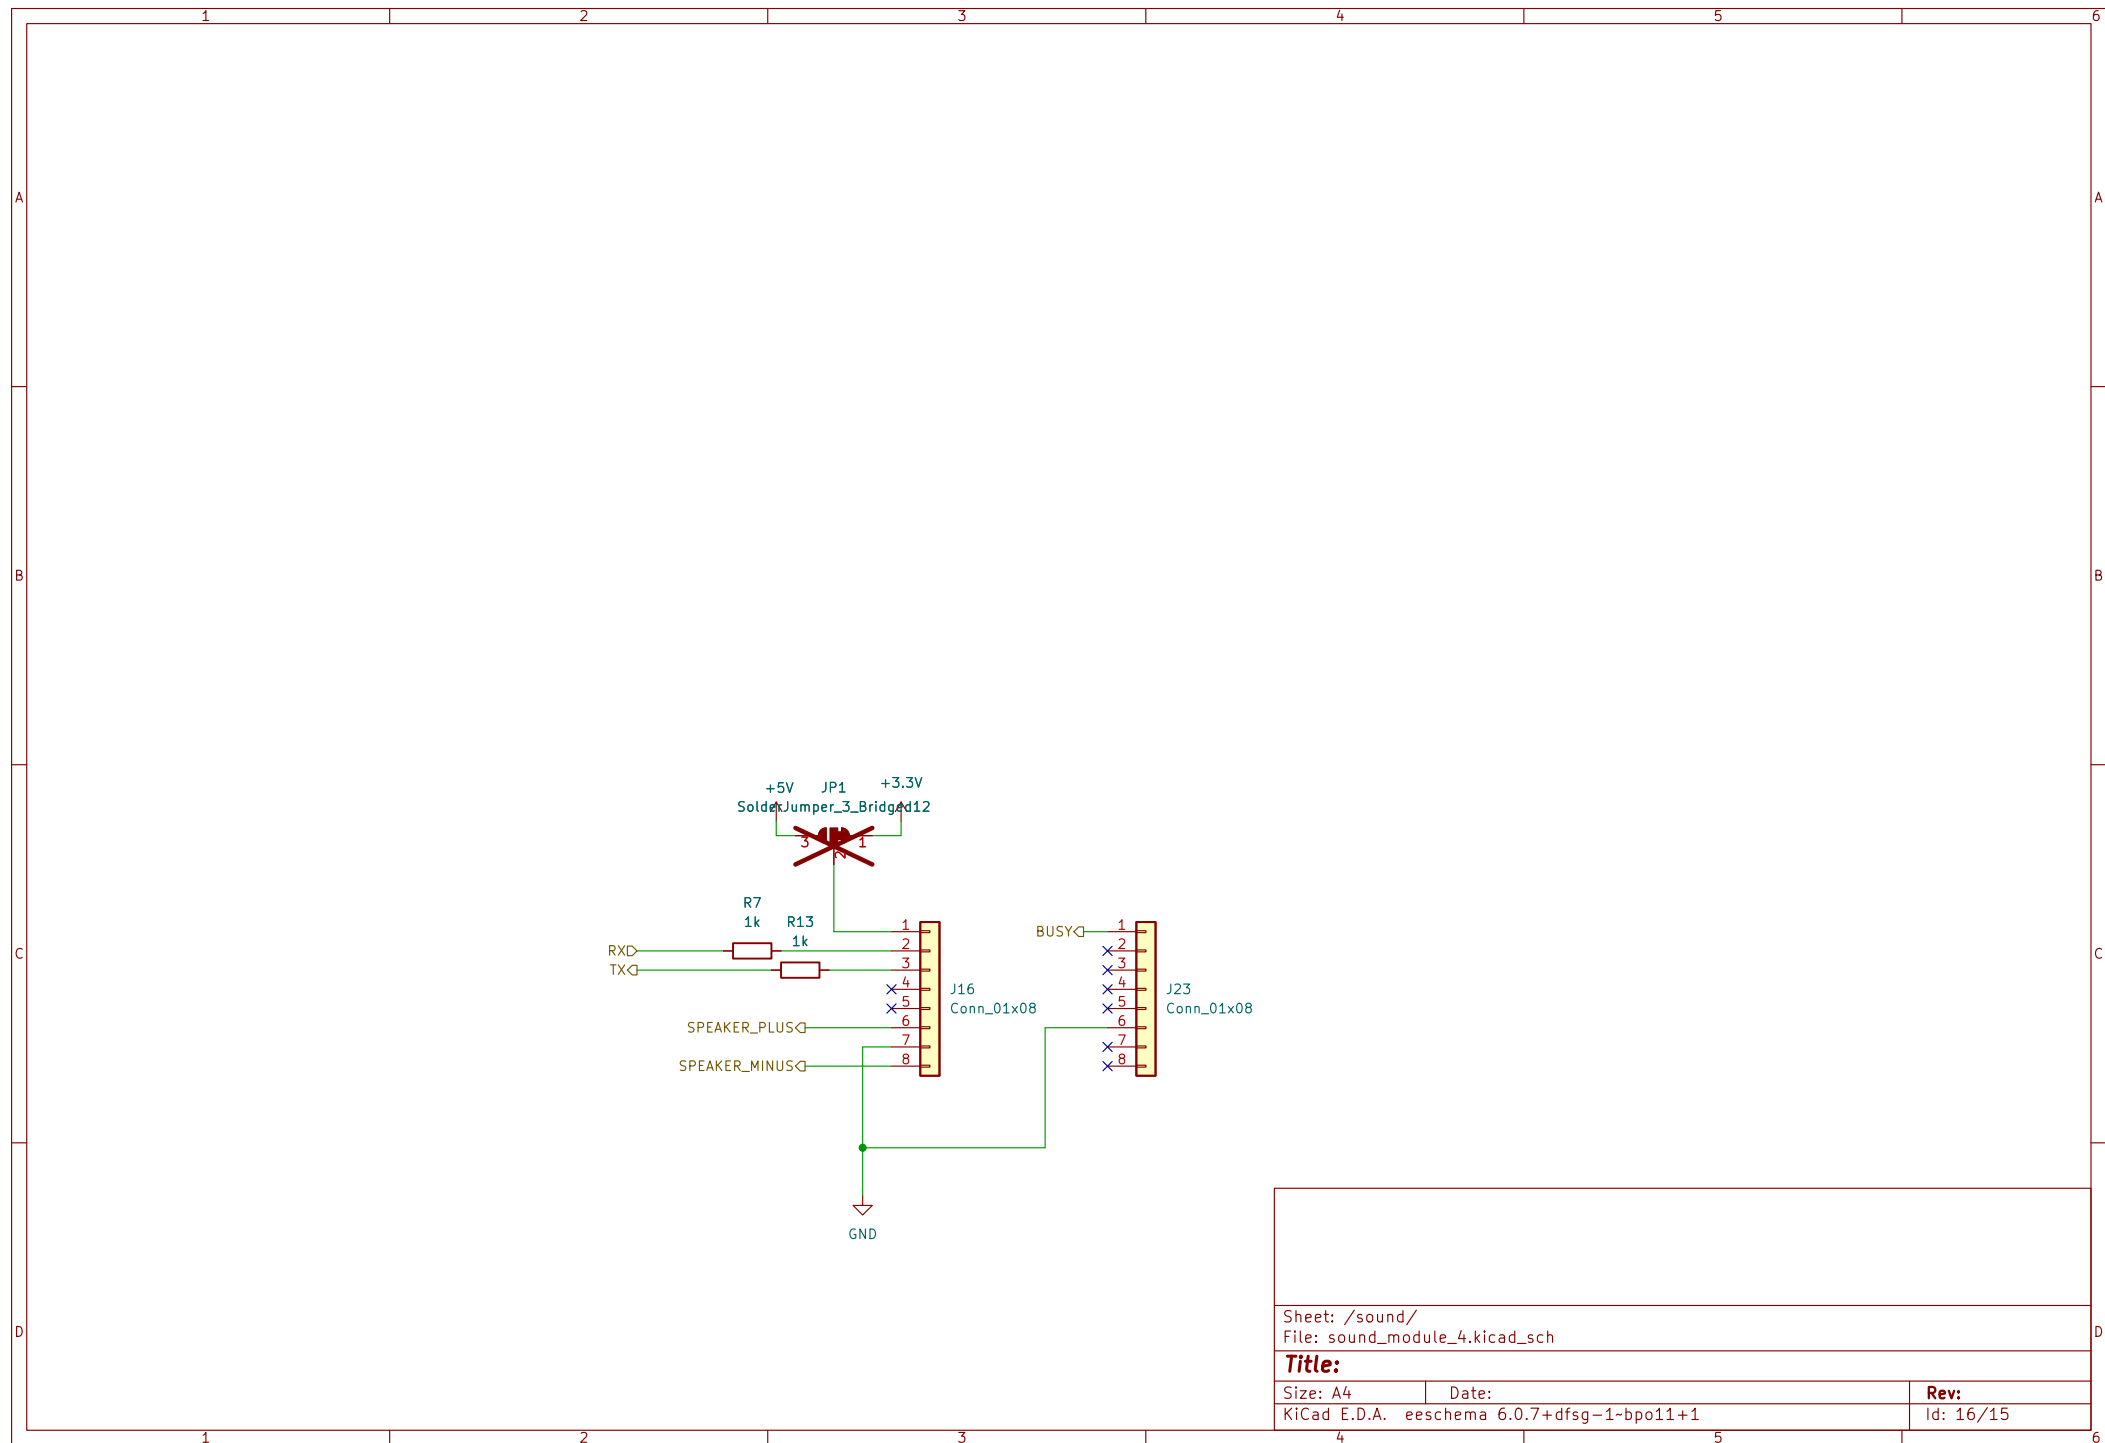 1 2 3 4 5 6
A A
B B
+5V JP1 +3.3V
SolderJumper_3_Bridged12
3 1
2
R7
1k R13
1k
C C
RX
TX
1
2
3
4
5
6
7
8
J16
Conn_01x08
SPEAKER_PLUS
SPEAKER_MINUS
BUSY
1
2
3
4
5
6
7
8
J23
Conn_01x08
GND
D D
Sheet: /sound/
File: sound_module_4.kicad_sch
Title:
Size: A4 Date: Rev:
KiCad E.D.A. eeschema 6.0.7+dfsg-1~bpo11+1 Id: 16/15
1 2 3 4 5 6